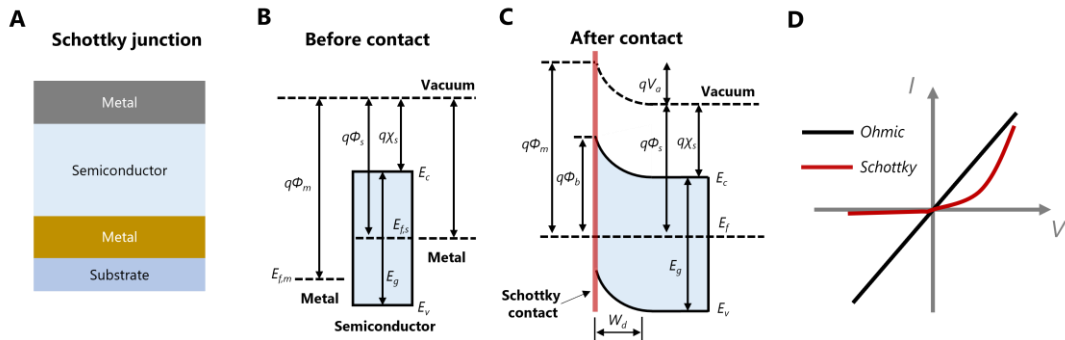 A
Schottky junction
Metal
Semiconductor
Metal
Substrate
B
Before contact
Vacuum
qΦs
qχs
qΦm
Ec
Ef,s
Metal
Ef,m
Eg
Metal
Ev
Semiconductor
C
After contact
qVa
Vacuum
qΦm
qΦs
qχs
qΦb
Ec
Ef
Eg
Schottky
contact
Ev
Wd
D
I
Ohmic
Schottky
V